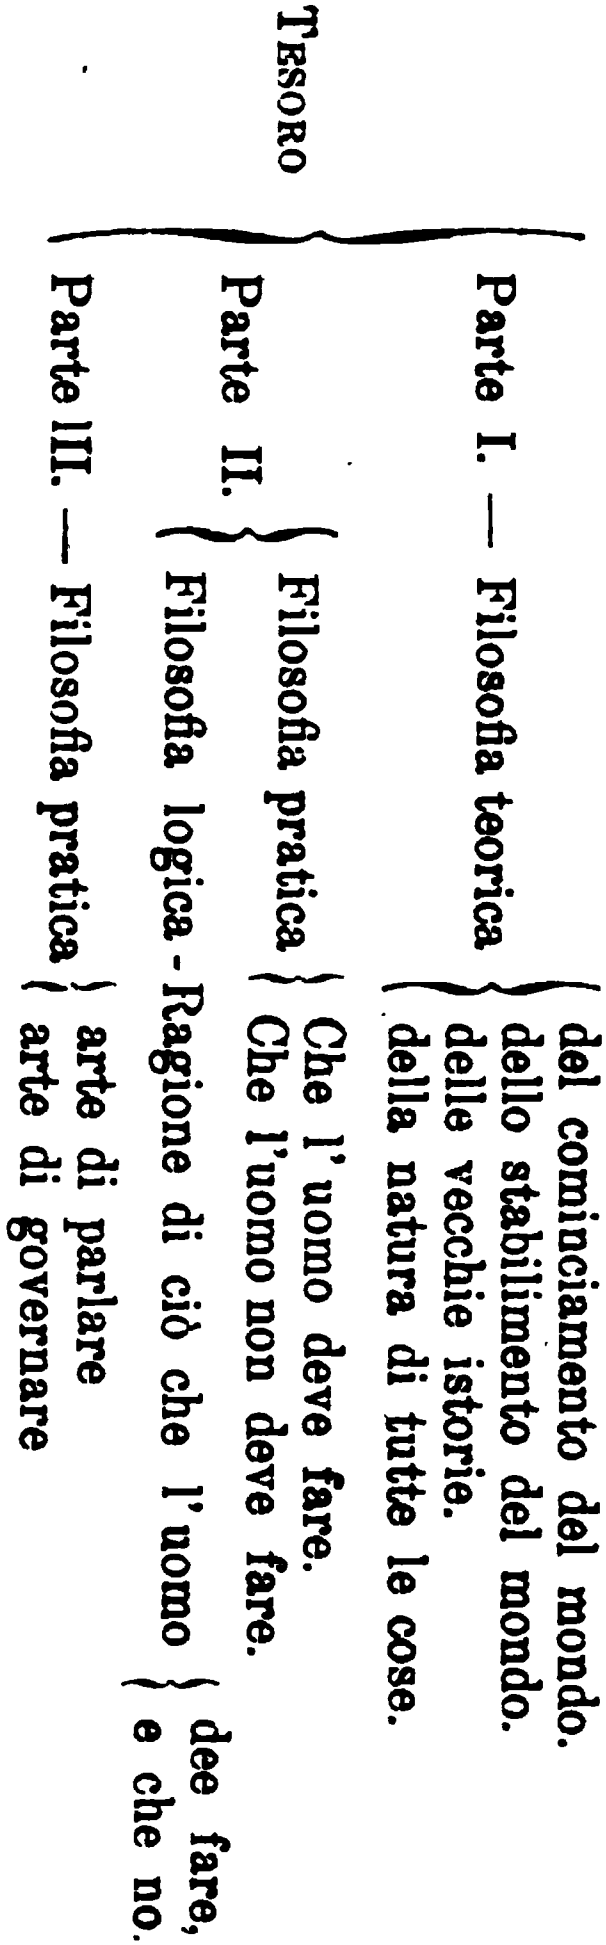 TESORO
Parte I. — Filosofia teorica
del cominciamento del mondo.
dello stabilimento del mondo.
delle vecchie istorie.
della natura di tutte le cose.
Parte II.
Filosofia pratica
Che l'uomo deve fare.
Che l'uomo non deve fare.
Filosofia logica - Ragione di ciò che l'uomo
dee fare,
e che no.
Parte III. — Filosofia pratica
arte di parlare
arte di governare